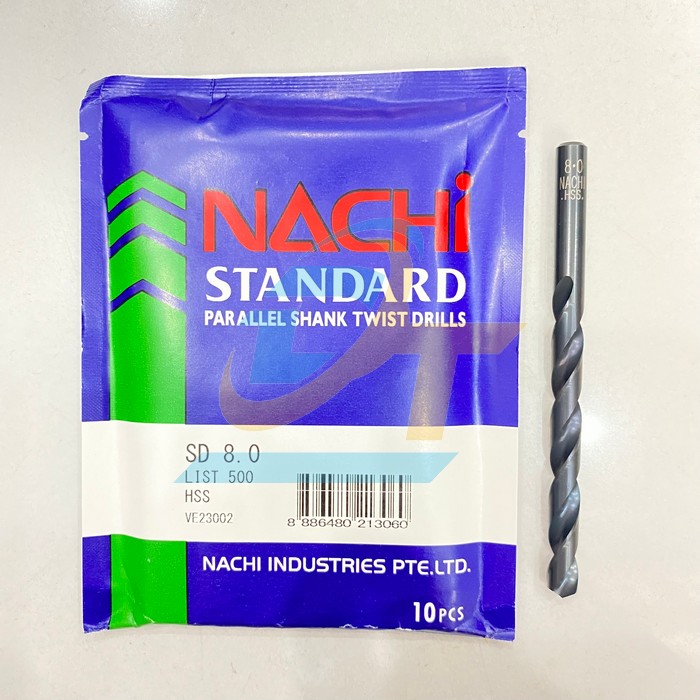 NACHi
STANDARD
PARALLEL SHANK TWIST DRILLS
SD 8.0
LIST 500
HSS
VE23002
8 886480 213060
NACHI INDUSTRIES PTE.LTD.
10PCS
8.0
NACHI
.HSS.
DT